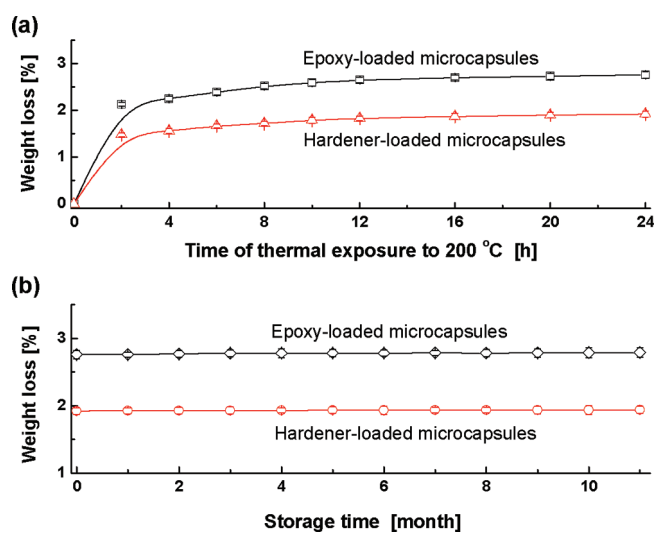 (a)
Weight loss [%]
3
2
1
0
Epoxy-loaded microcapsules
Hardener-loaded microcapsules
0 4 8 12 16 20 24
Time of thermal exposure to 200 °C [h]
(b)
Weight loss [%]
3
2
1
Epoxy-loaded microcapsules
Hardener-loaded microcapsules
0 2 4 6 8 10
Storage time [month]